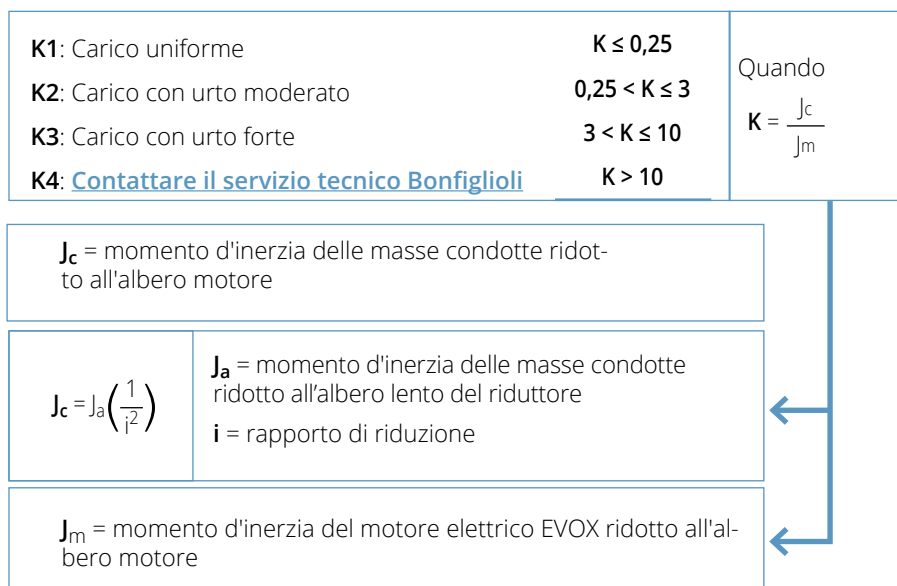 K1: Carico uniforme K ≤ 0,25
K2: Carico con urto moderato 0,25 < K ≤ 3
K3: Carico con urto forte 3 < K ≤ 10
K4: Contattare il servizio tecnico Bonfiglioli K > 10
Quando
K = Jc / Jm
Jc = momento d'inerzia delle masse condotte ridot-
to all'albero motore
Jc = Ja(1/i²)
Ja = momento d'inerzia delle masse condotte
ridotto all’albero lento del riduttore
i = rapporto di riduzione
Jm = momento d'inerzia del motore elettrico EVOX ridotto all'al-
bero motore